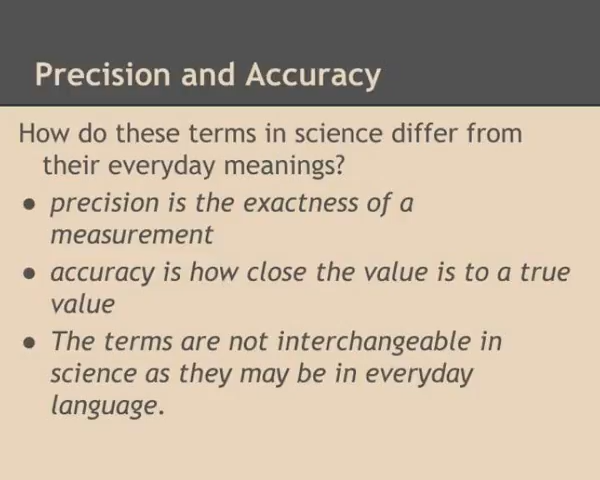 Precision and Accuracy
How do these terms in science differ from
their everyday meanings?
● precision is the exactness of a
measurement
● accuracy is how close the value is to a true
value
● The terms are not interchangeable in
science as they may be in everyday
language.